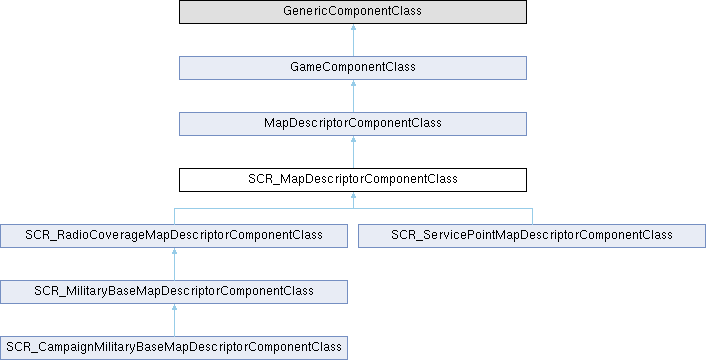 GenericComponentClass
GameComponentClass
MapDescriptorComponentClass
SCR_MapDescriptorComponentClass
SCR_RadioCoverageMapDescriptorComponentClass
SCR_ServicePointMapDescriptorComponentClass
SCR_MilitaryBaseMapDescriptorComponentClass
SCR_CampaignMilitaryBaseMapDescriptorComponentClass